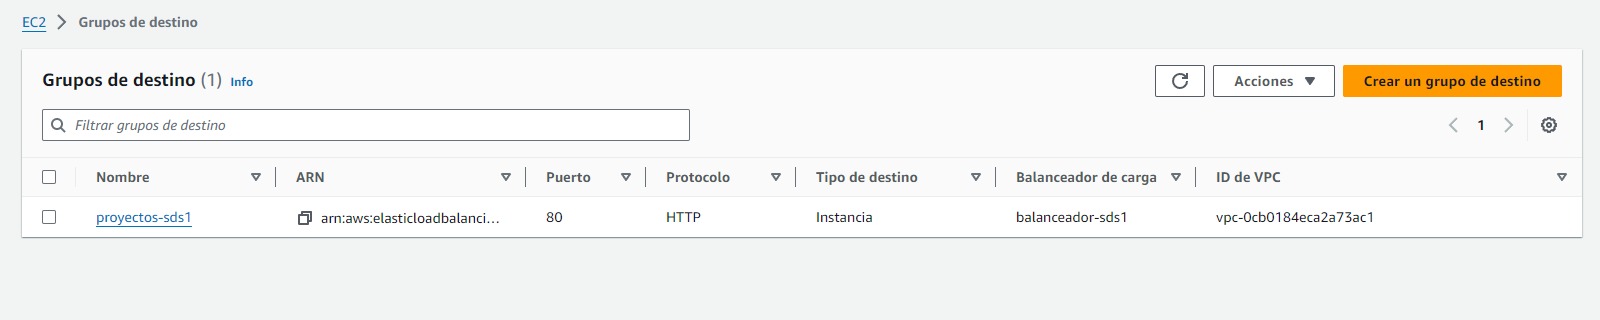 EC2 Grupos de destino
Grupos de destino (1) Info
Acciones
Crear un grupo de destino
Filtrar grupos de destino
1
Nombre ARN Puerto Protocolo Tipo de destino Balanceador de carga ID de VPC
proyectos-sds1 arn:aws:elasticloadbalanci... 80 HTTP Instancia balanceador-sds1 vpc-0cb0184eca2a73ac1